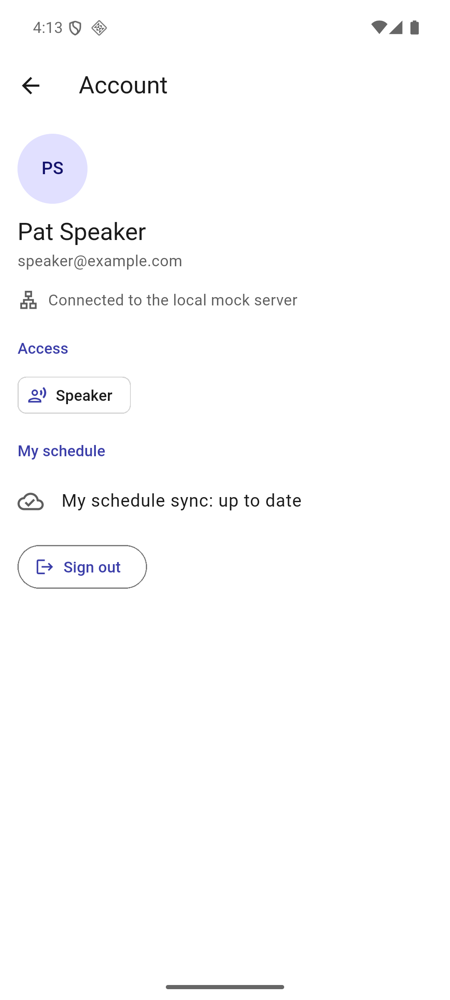 4:13
Account
PS
Pat Speaker
speaker@example.com
Connected to the local mock server
Access
Speaker
My schedule
My schedule sync: up to date
Sign out